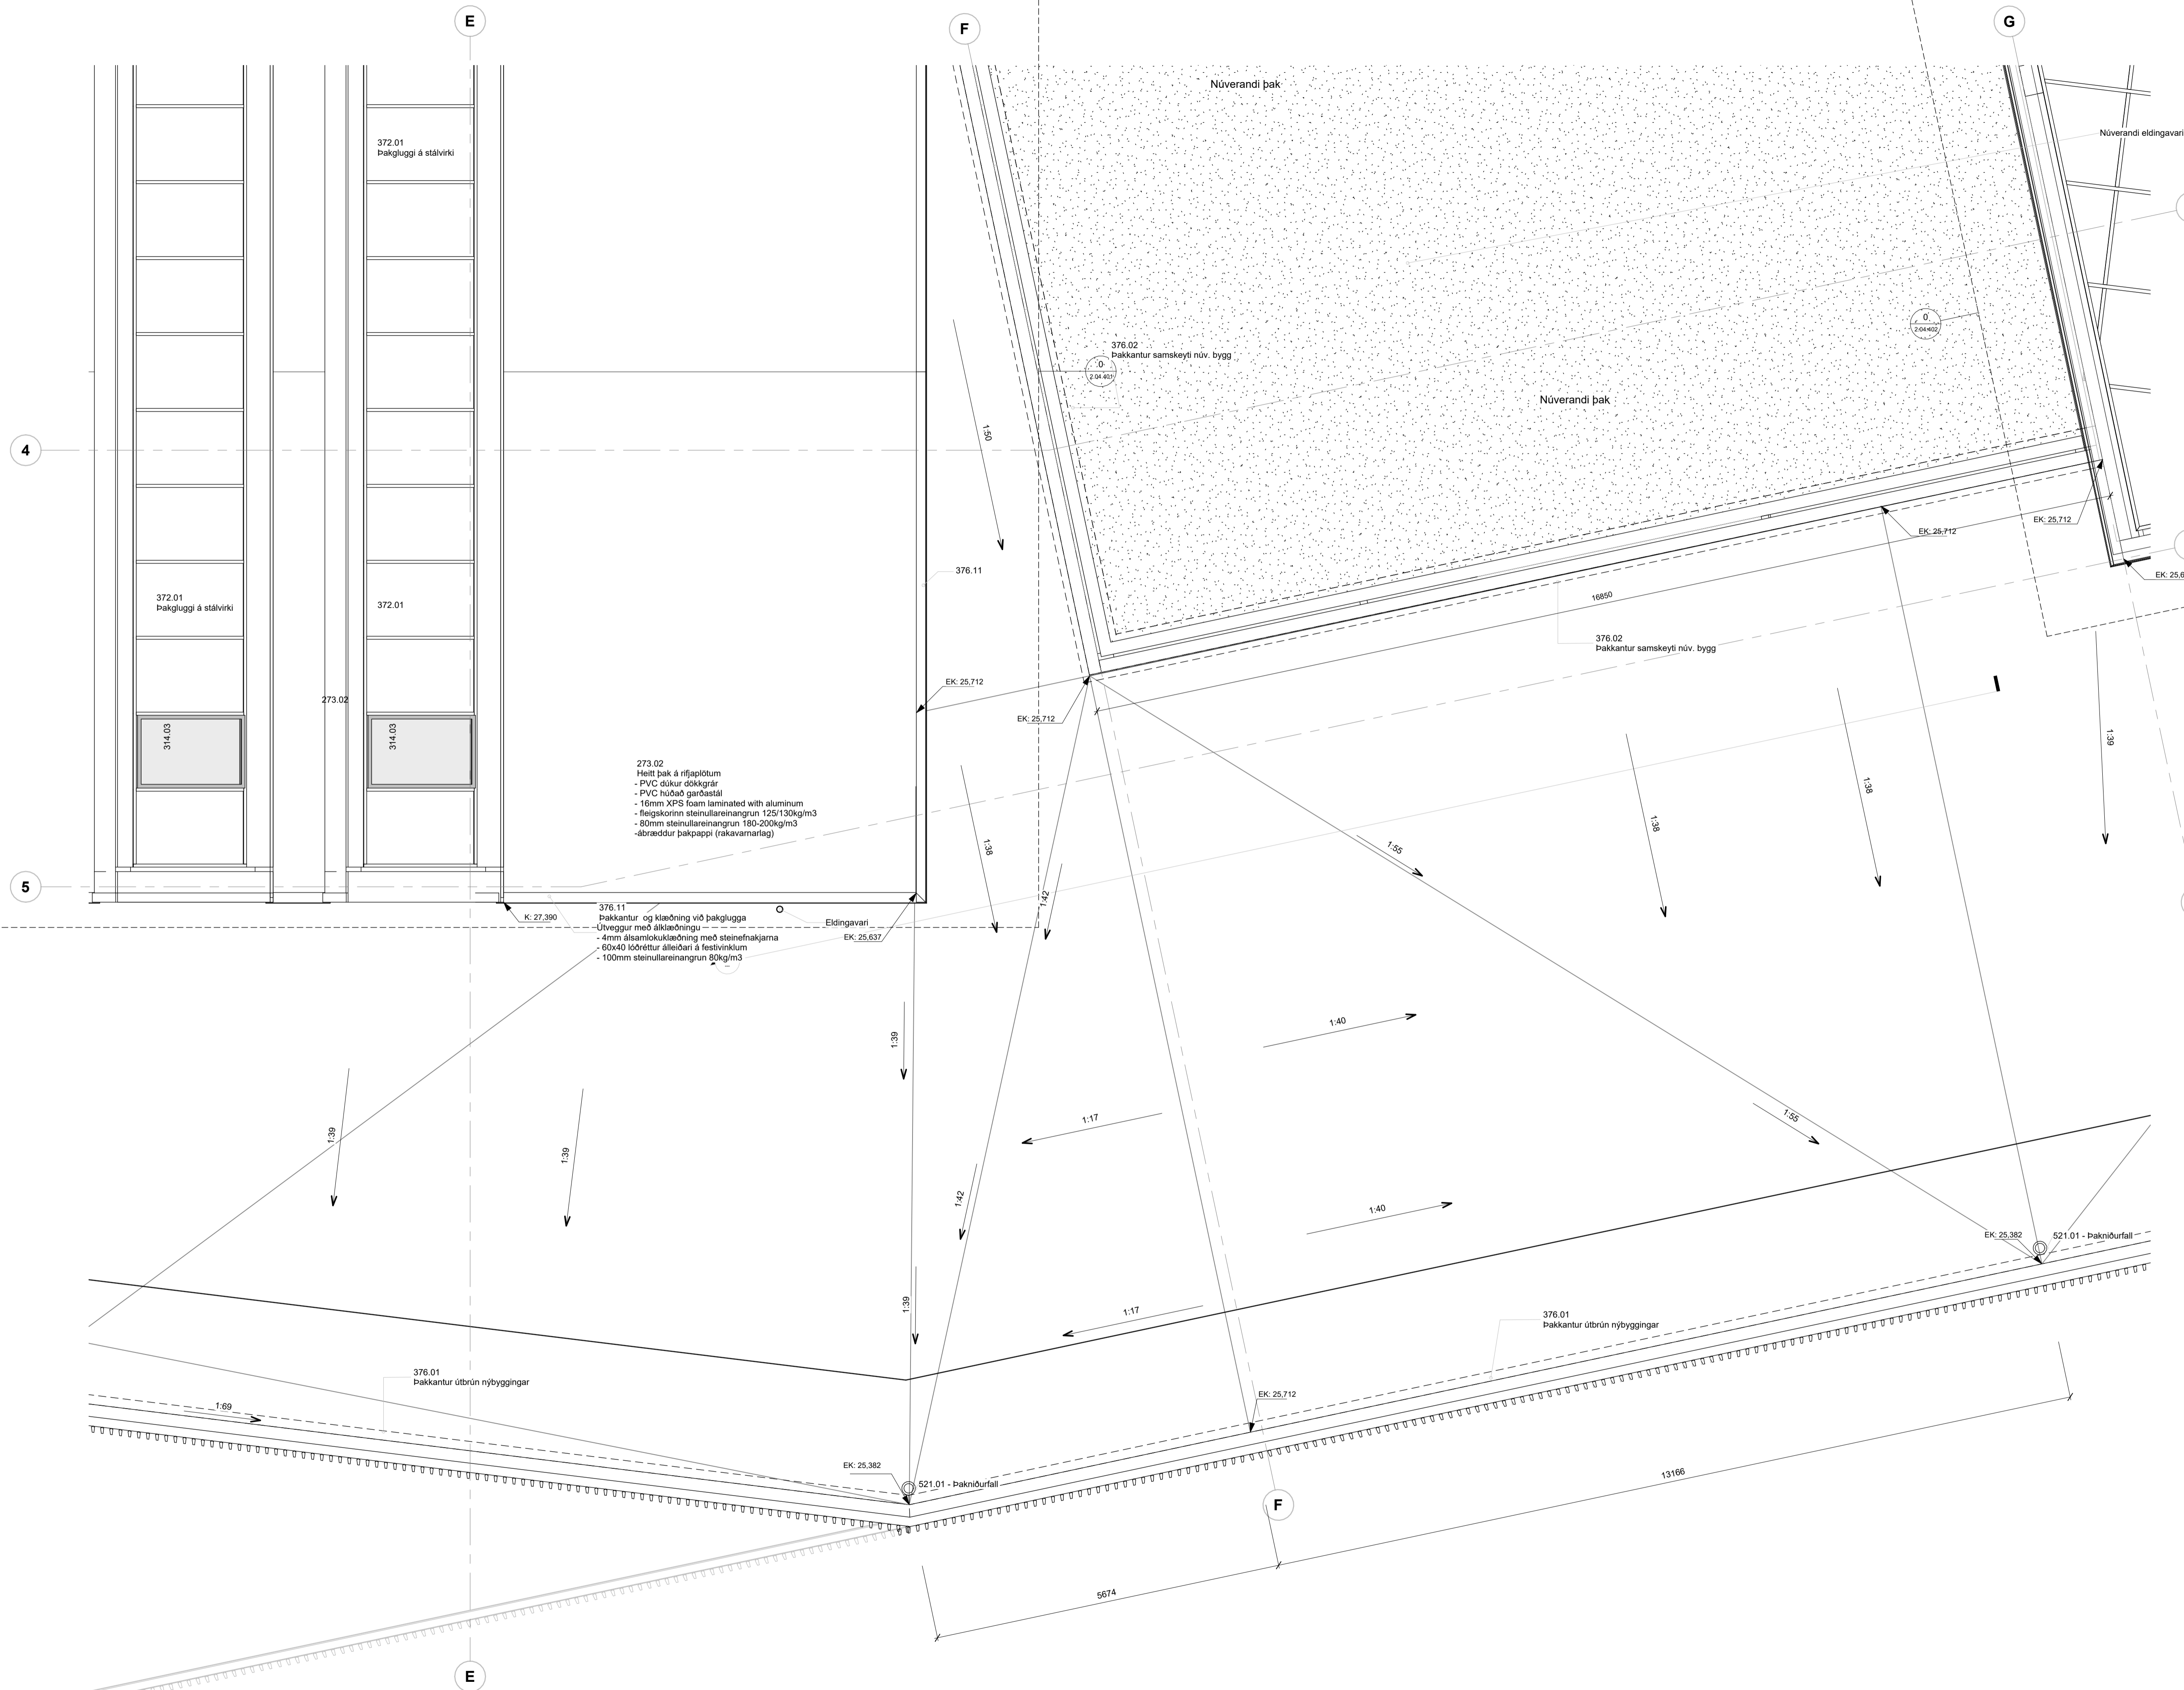 E
F
G
Núverandi þak
Núverandi eldingavari
372.01
Þakgluggi á stálvirki
0
2.04.402
376.02
Þakkantur samskeyti núv. bygg
0
2.04.401
Núverandi þak
1:50
4
EK: 25,712
EK: 25,712
376.11
372.01
Þakgluggi á stálvirki
372.01
16850
376.02
Þakkantur samskeyti núv. bygg
EK: 25,712
273.02
EK: 25,712
314.03
314.03
1:39
273.02
Heitt þak á rifjaplötum
- PVC dúkur dökkgrár
- PVC húðað garðastál
- 16mm XPS foam laminated with aluminum
- fleigskorinn steinullareinangrun 125/130kg/m3
- 80mm steinullareinangrun 180-200kg/m3
-ábræddur þakpappi (rakavarnarlag)
1:38
1:38
1:38
1:55
5
1:42
K: 27,390
376.11
Þakkantur og klæðning við þakglugga
Útveggur með álklæðningu
- 4mm álsamlokuklæðning með steinefnakjarna
- 60x40 lóðréttur álleiðari á festivinklum
- 100mm steinullareinangrun 80kg/m3
Eldingavari
EK: 25,637
1:39
1:40
1:17
1:55
1:39
1:39
1:42
1:40
EK: 25,382
521.01 - Þakniðurfall
1:39
1:17
376.01
Þakkantur útbrún nýbyggingar
376.01
Þakkantur útbrún nýbyggingar
1:69
EK: 25,712
EK: 25,382
521.01 - Þakniðurfall
13166
F
5674
E